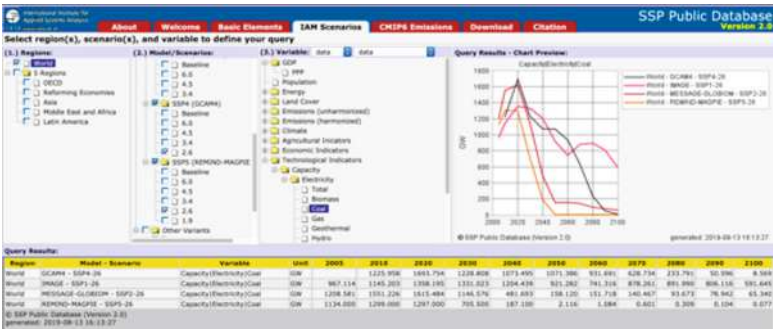 International Institute for
Applied Systems Analysis
SSP Public Database
Version 2.0
About Welcome Basic Elements IAM Scenarios CMIP6 Emissions Download Citation
Select region(s), scenario(s), and variable to define your query
(1.) Regions: (2.) Model/Scenarios: (3.) Variable: data data Query Results - Chart Preview:
World
5 Regions
OECD
Reforming Economies
Asia
Middle East and Africa
Latin America
Baseline
6.0
4.5
3.4
SSP4 (GCAM4)
Baseline
6.0
4.5
3.4
2.6
SSP5 (REMIND-MAGPIE
Baseline
6.0
4.5
3.4
2.6
1.9
Other Variants
GDP
PPP
Population
Energy
Land Cover
Emissions (unharmonized)
Emissions (harmonized)
Climate
Agricultural Indicators
Economic Indicators
Technological Indicators
Capacity
Electricity
Total
Biomass
Coal
Gas
Geothermal
Hydro
Capacity|Electricity|Coal
1800
1600
1400
1200
1000
800
600
400
200
0
GW
2000 2020 2040 2060 2080 2100
World - GCAM4 - SSP4-26
World - IMAGE - SSP1-26
World - MESSAGE-GLOBIOM - SSP2-26
World - REMIND-MAGPIE - SSP5-26
© SSP Public Database (Version 2.0) generated: 2019-08-13 16:13:27
Query Results:
Region Model - Scenario Variable Unit 2005 2010 2020 2030 2040 2050 2060 2070 2080 2090 2100
World GCAM4 - SSP4-26 Capacity|Electricity|Coal GW 1225.958 1693.754 1228.808 1073.495 1071.386 931.691 628.734 233.791 50.596 8.569
World IMAGE - SSP1-26 Capacity|Electricity|Coal GW 967.114 1145.203 1358.195 1331.023 1204.439 921.282 741.316 878.261 891.990 806.116 591.645
World MESSAGE-GLOBIOM - SSP2-26 Capacity|Electricity|Coal GW 1208.581 1551.226 1615.484 1146.576 481.693 158.120 151.718 140.467 93.673 76.942 65.340
World REMIND-MAGPIE - SSP5-26 Capacity|Electricity|Coal GW 1134.000 1299.000 1297.000 705.500 187.100 2.116 1.084 0.601 0.309 0.104 0.077
© SSP Public Database (Version 2.0)
generated: 2019-08-13 16:13:27